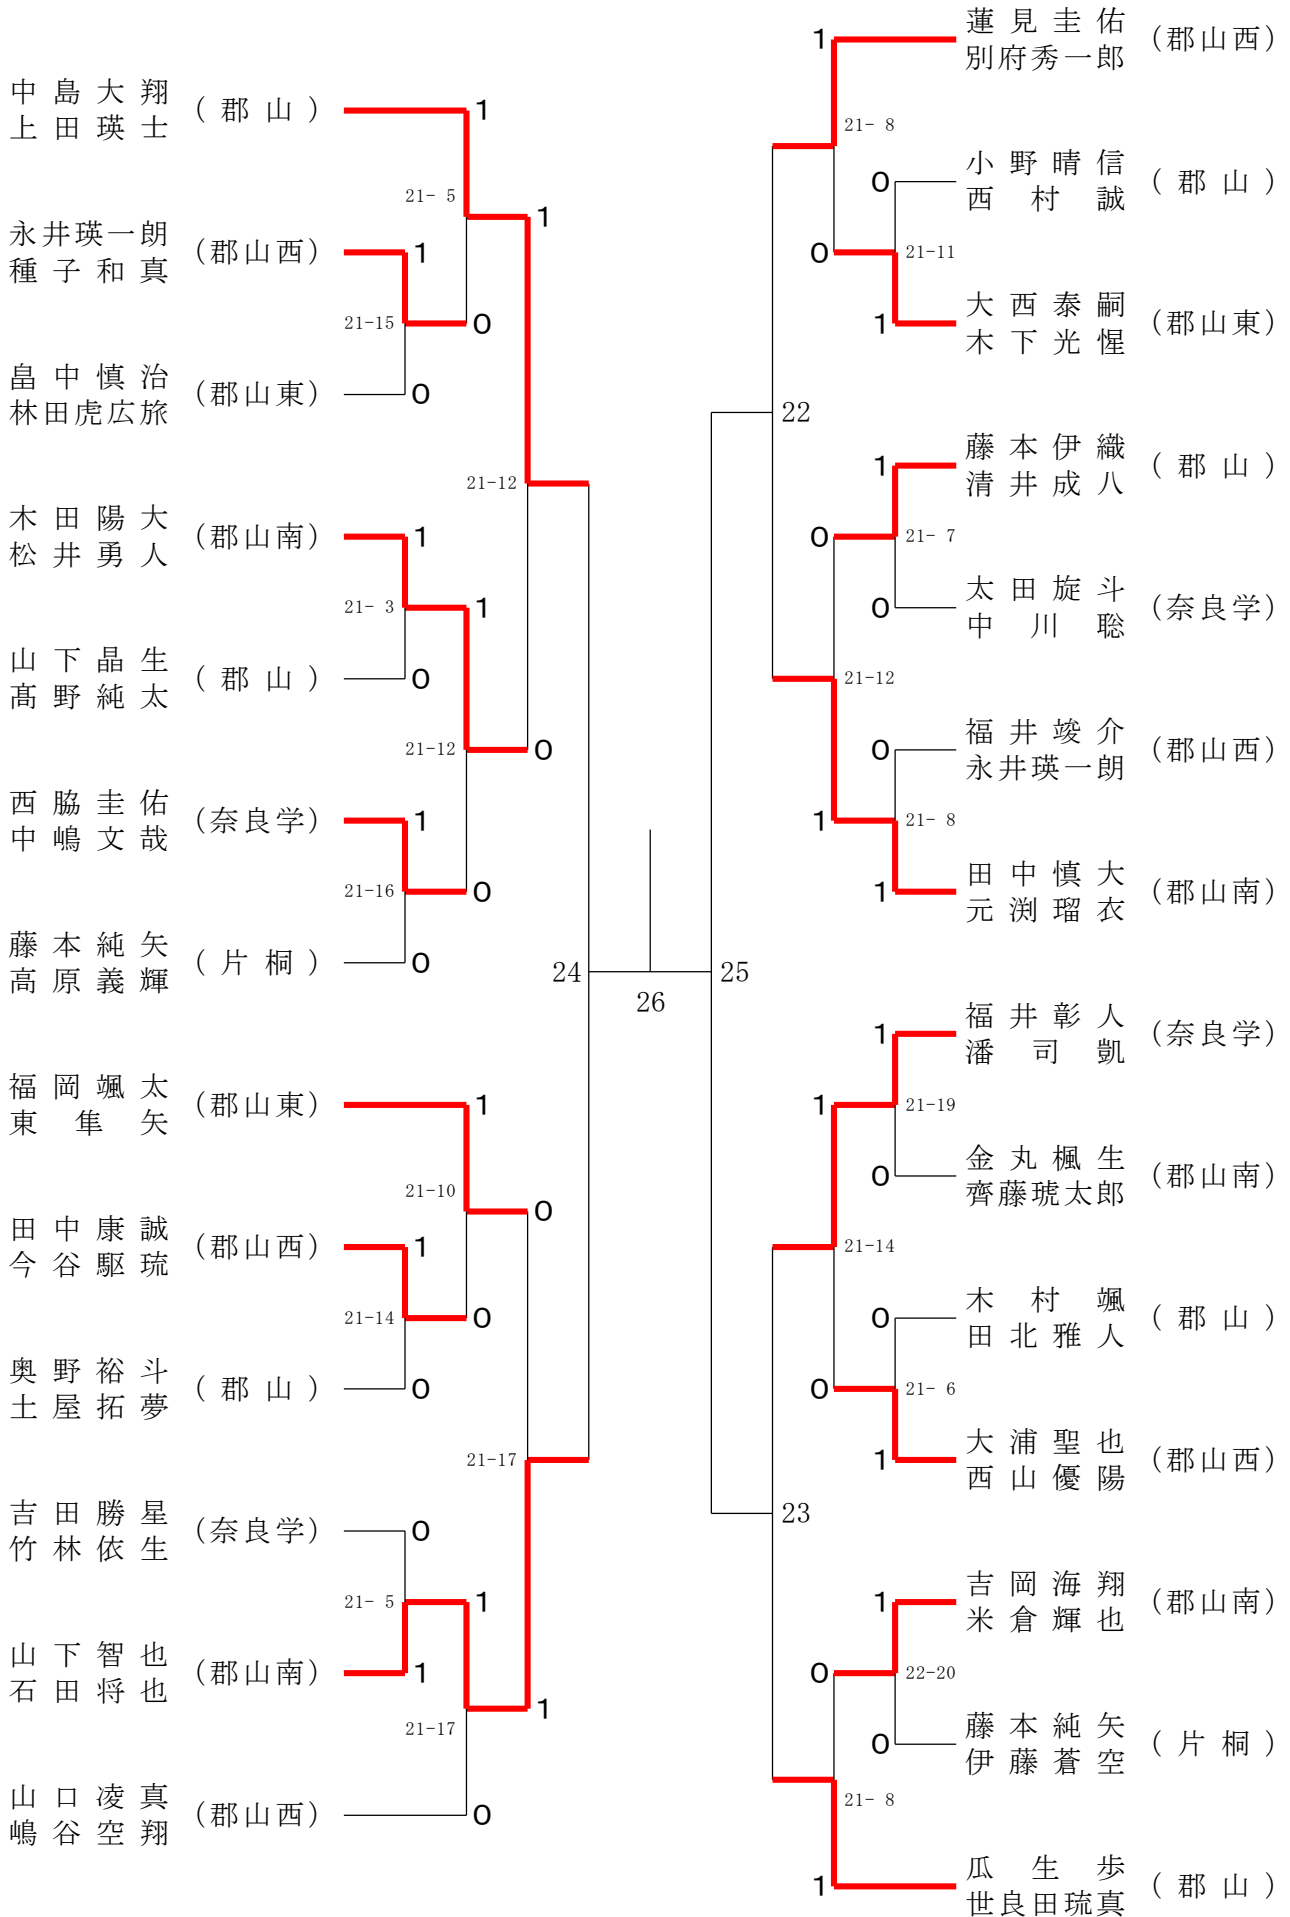 中島大翔
上田瑛士
(郡山)
1
21- 5
1
永井瑛一朗
種子和真
(郡山西)
1
21-15
0
畠中慎治
林田虎広旅
(郡山東)
0
21-12
木田陽大
松井勇人
(郡山南)
1
21- 3
1
山下晶生
髙野純太
(郡山)
0
21-12
0
西脇圭佑
中嶋文哉
(奈良学)
1
21-16
0
藤本純矢
高原義輝
(片桐)
0
24
福岡颯太
東隼矢
(郡山東)
1
21-10
0
田中康誠
今谷駆琉
(郡山西)
1
21-14
0
奥野裕斗
土屋拓夢
(郡山)
0
21-17
吉田勝星
竹林依生
(奈良学)
0
21- 5
1
山下智也
石田将也
(郡山南)
1
21-17
1
山口凌真
嶋谷空翔
(郡山西)
0
26
1
蓮見圭佑
別府秀一郎
(郡山西)
21- 8
0
小野晴信
西村誠
(郡山)
0
21-11
1
大西泰嗣
木下光惺
(郡山東)
22
1
藤本伊織
清井成八
(郡山)
0
21- 7
0
太田旋斗
中川聡
(奈良学)
21-12
0
福井竣介
永井瑛一朗
(郡山西)
1
21- 8
1
田中慎大
元渕瑠衣
(郡山南)
25
1
福井彰人
潘司凱
(奈良学)
1
21-19
0
金丸楓生
齊藤琥太郎
(郡山南)
21-14
0
木村颯
田北雅人
(郡山)
0
21- 6
1
大浦聖也
西山優陽
(郡山西)
23
1
吉岡海翔
米倉輝也
(郡山南)
0
22-20
0
藤本純矢
伊藤蒼空
(片桐)
21- 8
1
瓜生歩
世良田琉真
(郡山)